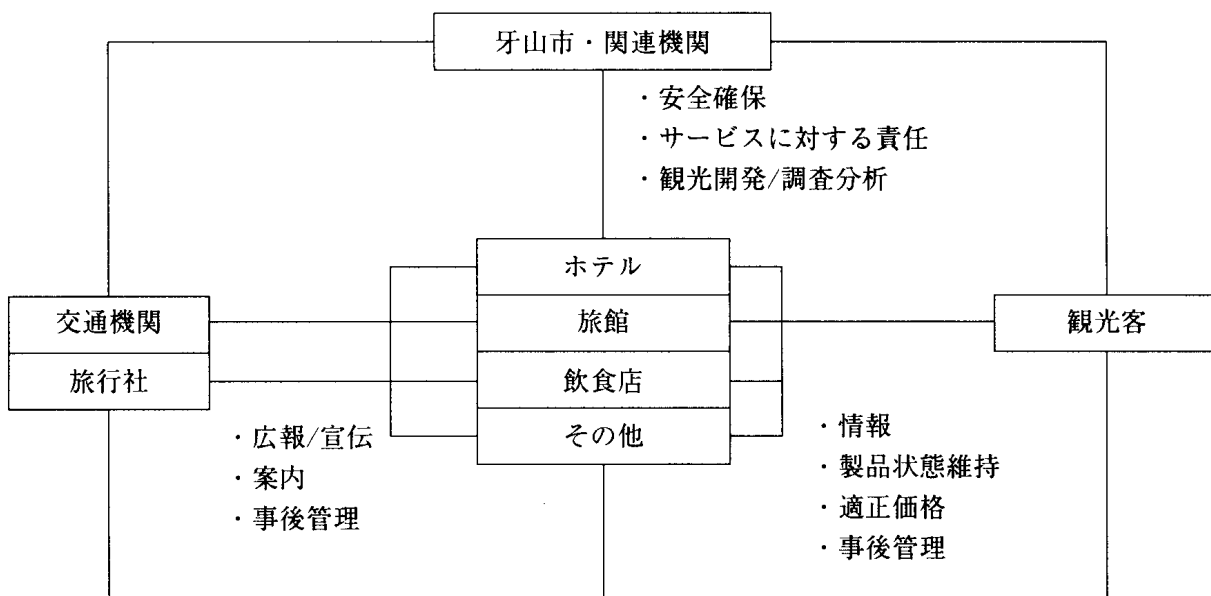 牙山市・関連機関
・安全確保
・サービスに対する責任
・観光開発/調査分析
ホテル
交通機関
旅館
観光客
旅行社
飲食店
その他
・広報/宣伝
・案内
・事後管理
・情報
・製品状態維持
・適正価格
・事後管理